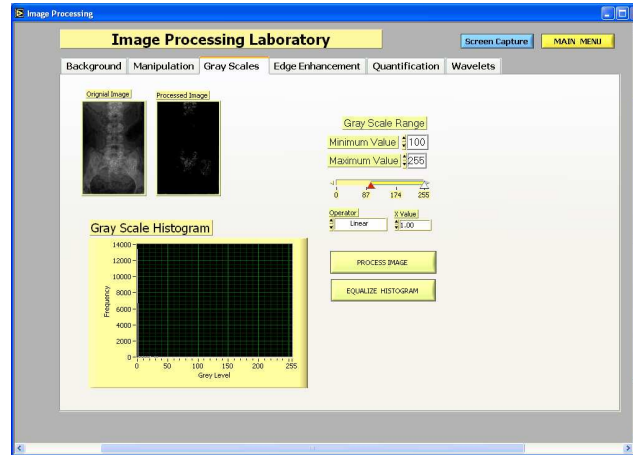 Image Processing
Image Processing Laboratory
Screen Capture
MAIN MENU
Background Manipulation Gray Scales Edge Enhancement Quantification Wavelets
Orignial Image Processed Image
Gray Scale Range
Minimum Value 100
Maximum Value 255
0 87 174 255
Operator X Value
Linear 1.00
PROCESS IMAGE
EQUALIZE HISTOGRAM
Gray Scale Histogram
14000
12000
10000
8000
6000
4000
2000
0
Frequency
0 50 100 150 200 255
Grey Level